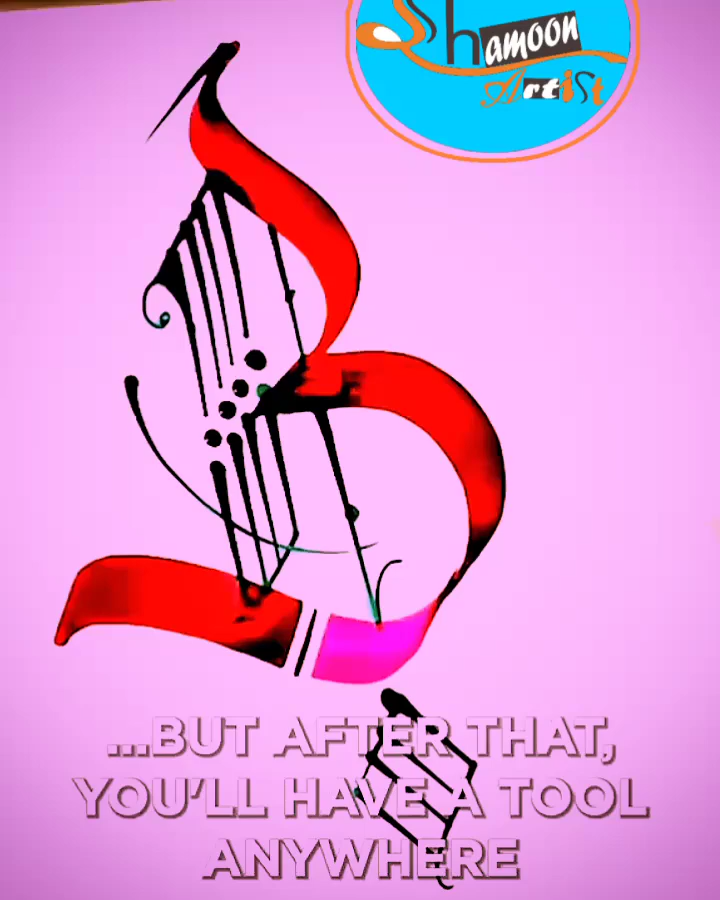 Shamoon
Artist
B
...BUT AFTER THAT,
YOU'LL HAVE A TOOL
ANYWHERE